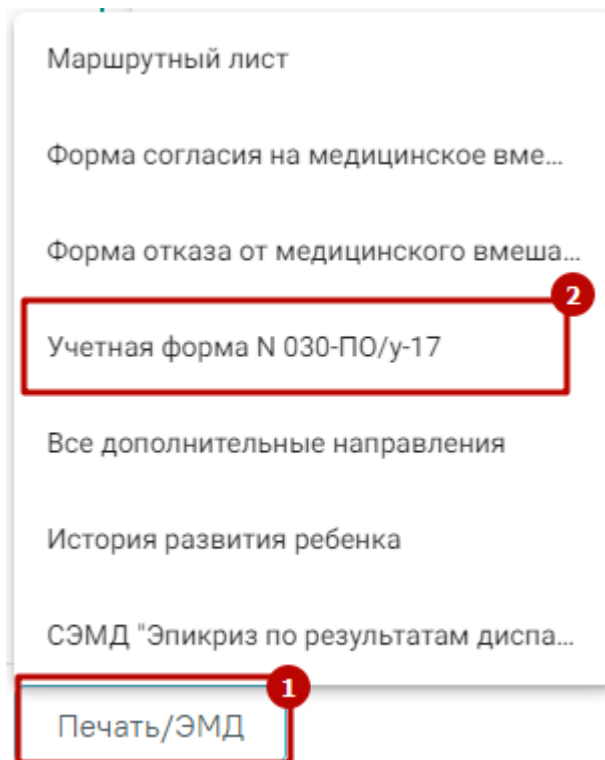 Маршрутный лист
Форма согласия на медицинское вме...
Форма отказа от медицинского вмеша...
2
Учетная форма N 030-ПО/у-17
Все дополнительные направления
История развития ребенка
СЭМД "Эпикриз по результатам диспа...
1
Печать/ЭМД